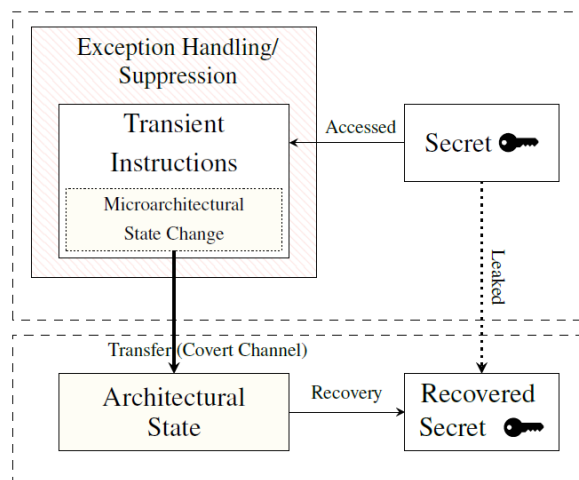 Exception Handling/
Suppression
Transient
Instructions
Microarchitectural
State Change
Accessed
Secret
Leaked
Transfer (Covert Channel)
Architectural
State
Recovery
Recovered
Secret